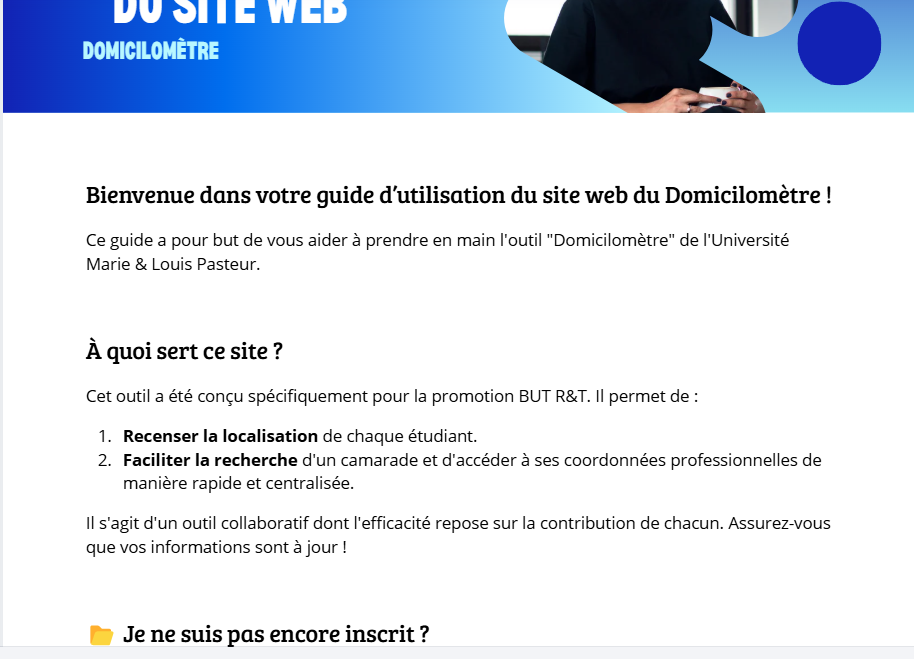 DU SITE WEB
DOMICILOMÈTRE
Bienvenue dans votre guide d’utilisation du site web du Domicilomètre !
Ce guide a pour but de vous aider à prendre en main l'outil "Domicilomètre" de l'Université
Marie & Louis Pasteur.
À quoi sert ce site ?
Cet outil a été conçu spécifiquement pour la promotion BUT R&T. Il permet de :
1. Recenser la localisation de chaque étudiant.
2. Faciliter la recherche d'un camarade et d'accéder à ses coordonnées professionnelles de
manière rapide et centralisée.
Il s'agit d'un outil collaboratif dont l'efficacité repose sur la contribution de chacun. Assurez-vous
que vos informations sont à jour !
Je ne suis pas encore inscrit ?